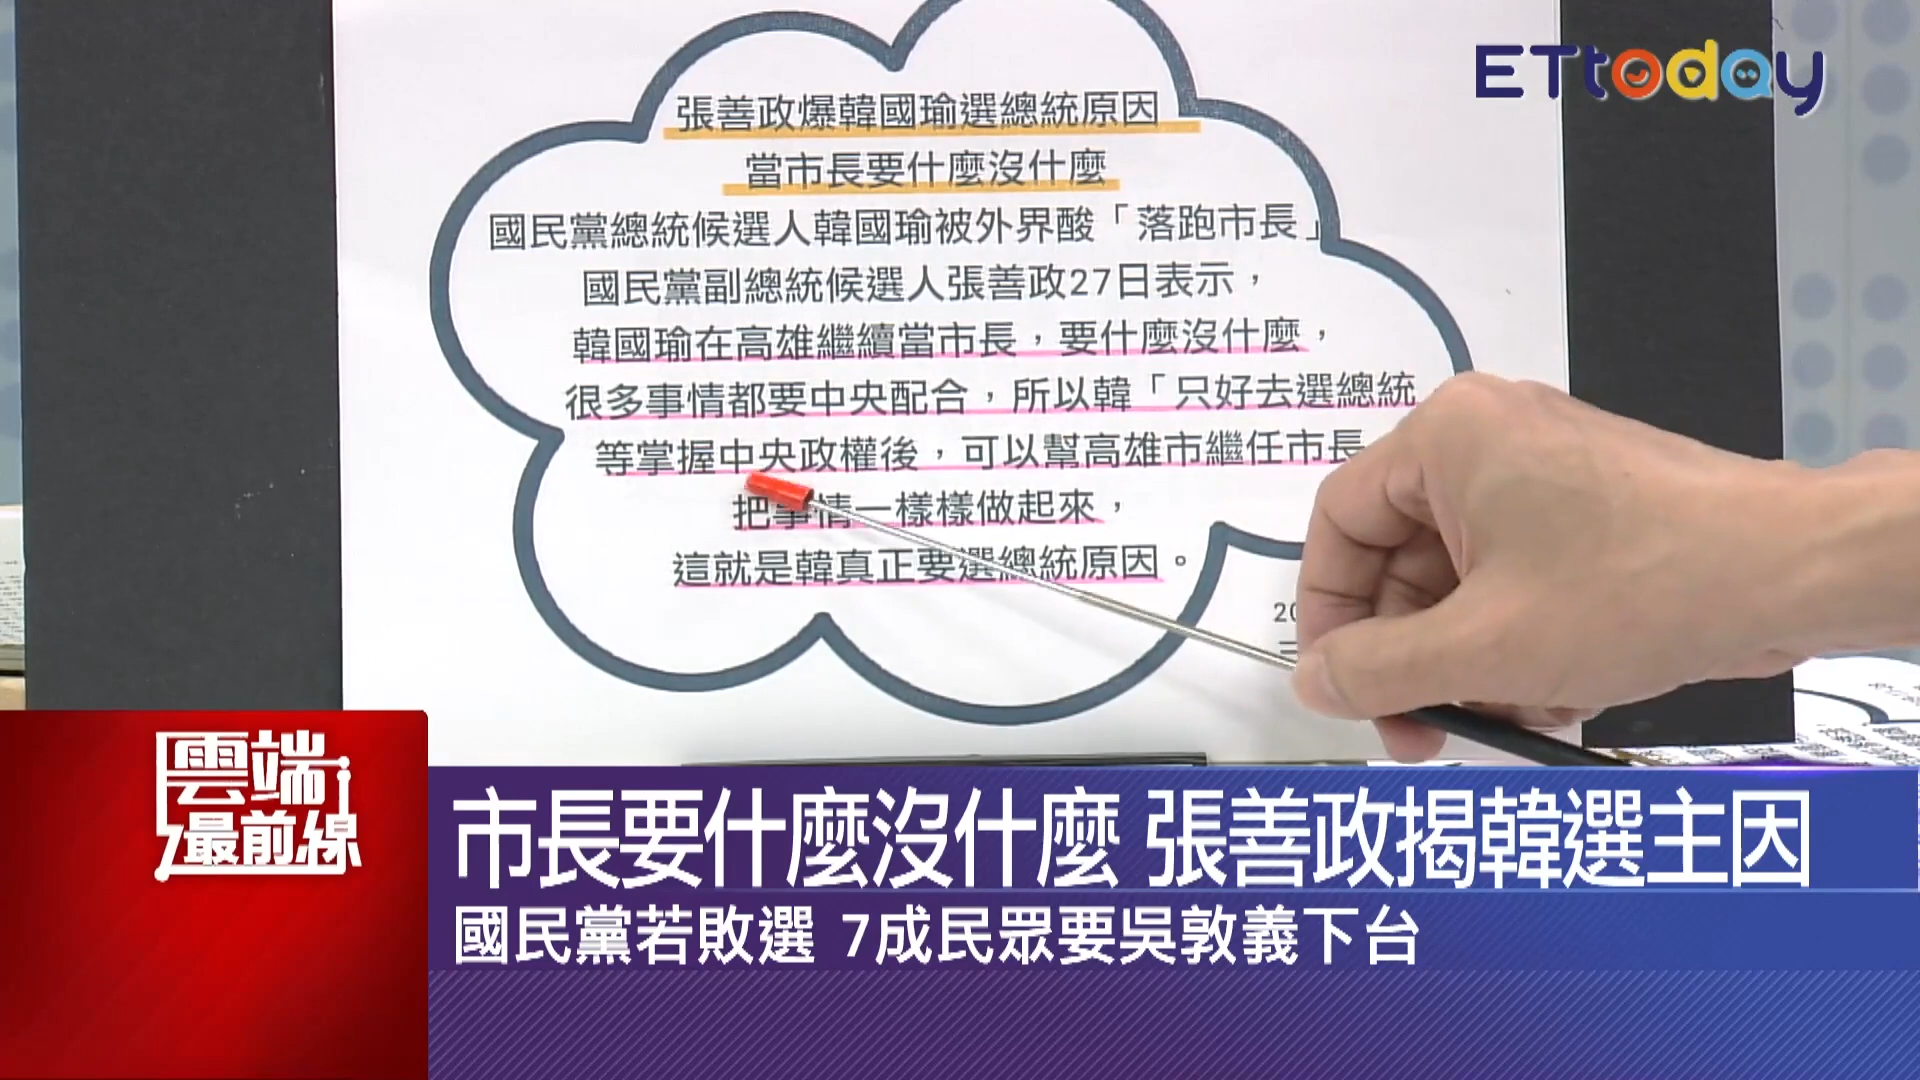 ETtoday
張善政爆韓國瑜選總統原因
當市長要什麼沒什麼
國民黨總統候選人韓國瑜被外界酸「落跑市長」
國民黨副總統候選人張善政27日表示，
韓國瑜在高雄繼續當市長，要什麼沒什麼，
很多事情都要中央配合，所以韓「只好去選總統
等掌握中央政權後，可以幫高雄市繼任市長
把事情一樣樣做起來，
這就是韓真正要選總統原因。
20
雲端
最前線
市長要什麼沒什麼 張善政揭韓選主因
國民黨若敗選 7成民眾要吳敦義下台